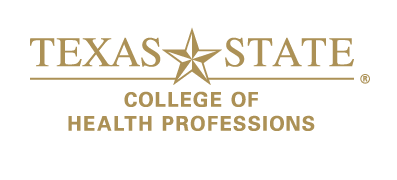 TEXAS STATE
®
COLLEGE OF
HEALTH PROFESSIONS